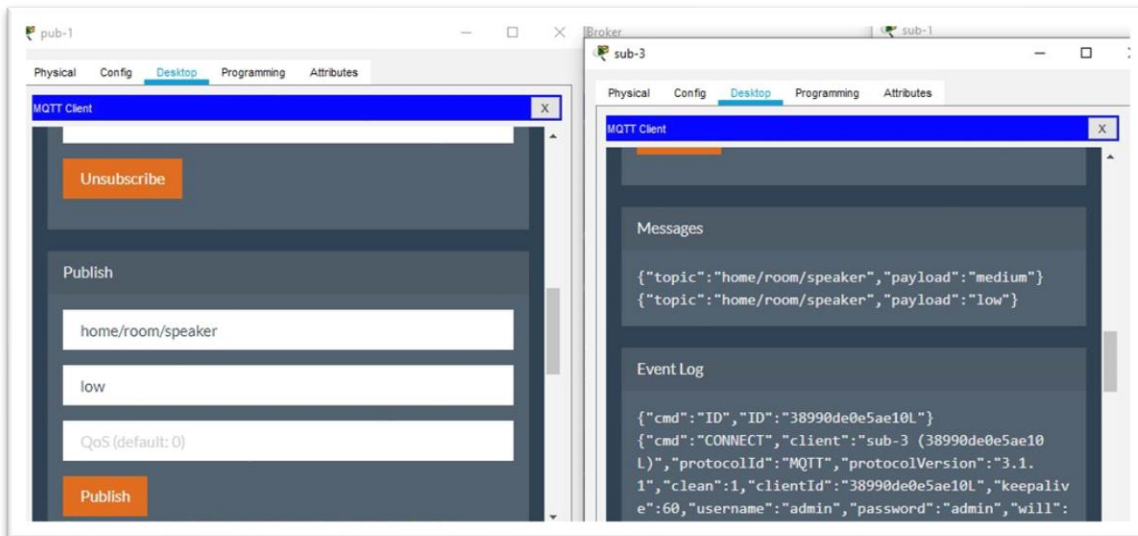 pub-1
Physical Config Desktop Programming Attributes
MQTT Client X
Unsubscribe
Publish
home/room/speaker
low
QoS (default: 0)
Publish
Broker
sub-1
sub-3
Physical Config Desktop Programming Attributes
MQTT Client X
Messages
{"topic":"home/room/speaker","payload":"medium"}
{"topic":"home/room/speaker","payload":"low"}
Event Log
{"cmd":"ID","ID":"38990de0e5ae10L"}
{"cmd":"CONNECT","client":"sub-3 (38990de0e5ae10
L)","protocolId":"MQTT","protocolVersion":"3.1.
1","clean":1,"clientId":"38990de0e5ae10L","keepaliv
e":60,"username":"admin","password":"admin","will":